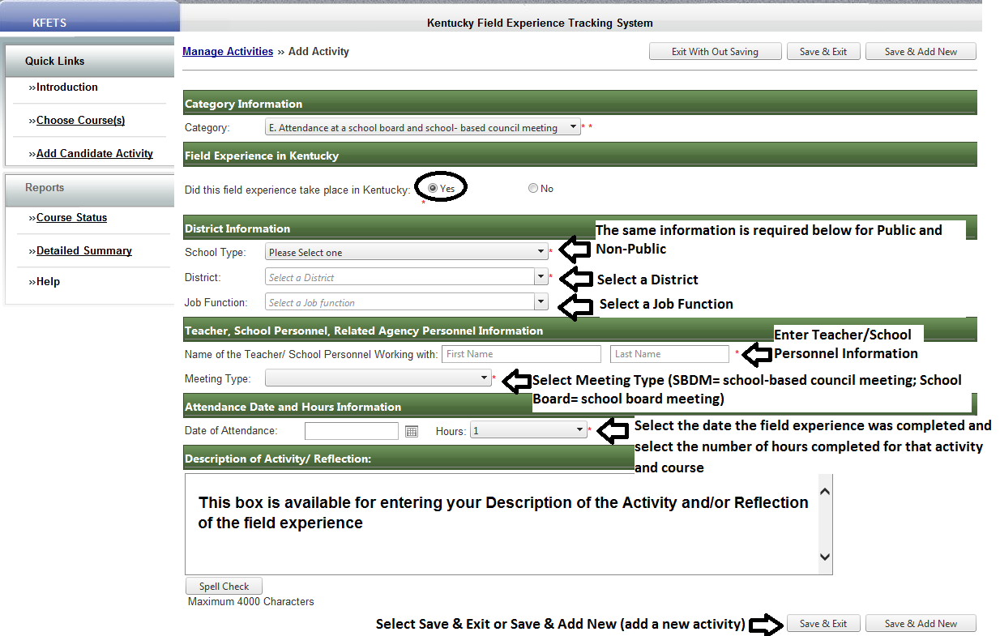 KFETS
Kentucky Field Experience Tracking System
Quick Links
»Introduction
»Choose Course(s)
»Add Candidate Activity
Reports
»Course Status
»Detailed Summary
»Help
Manage Activities » Add Activity
Exit With Out Saving
Save & Exit
Save & Add New
Category Information
Category: E. Attendance at a school board and school- based council meeting * *
Field Experience in Kentucky
Did this field experience take place in Kentucky: Yes No
*
District Information
The same information is required below for Public and
Non-Public
School Type: Please Select one *
District: Select a District * Select a District
Job Function: Select a Job function Select a Job Function
Teacher, School Personnel, Related Agency Personnel Information
Enter Teacher/School
Personnel Information
Name of the Teacher/ School Personnel Working with: First Name Last Name *
Meeting Type: * Select Meeting Type (SBDM= school-based council meeting; School
Board= school board meeting)
Attendance Date and Hours Information
Date of Attendance: Hours: 1 * Select the date the field experience was completed and
select the number of hours completed for that activity
and course
Description of Activity/ Reflection:
This box is available for entering your Description of the Activity and/or Reflection
of the field experience
Spell Check
Maximum 4000 Characters
Select Save & Exit or Save & Add New (add a new activity)
Save & Exit
Save & Add New